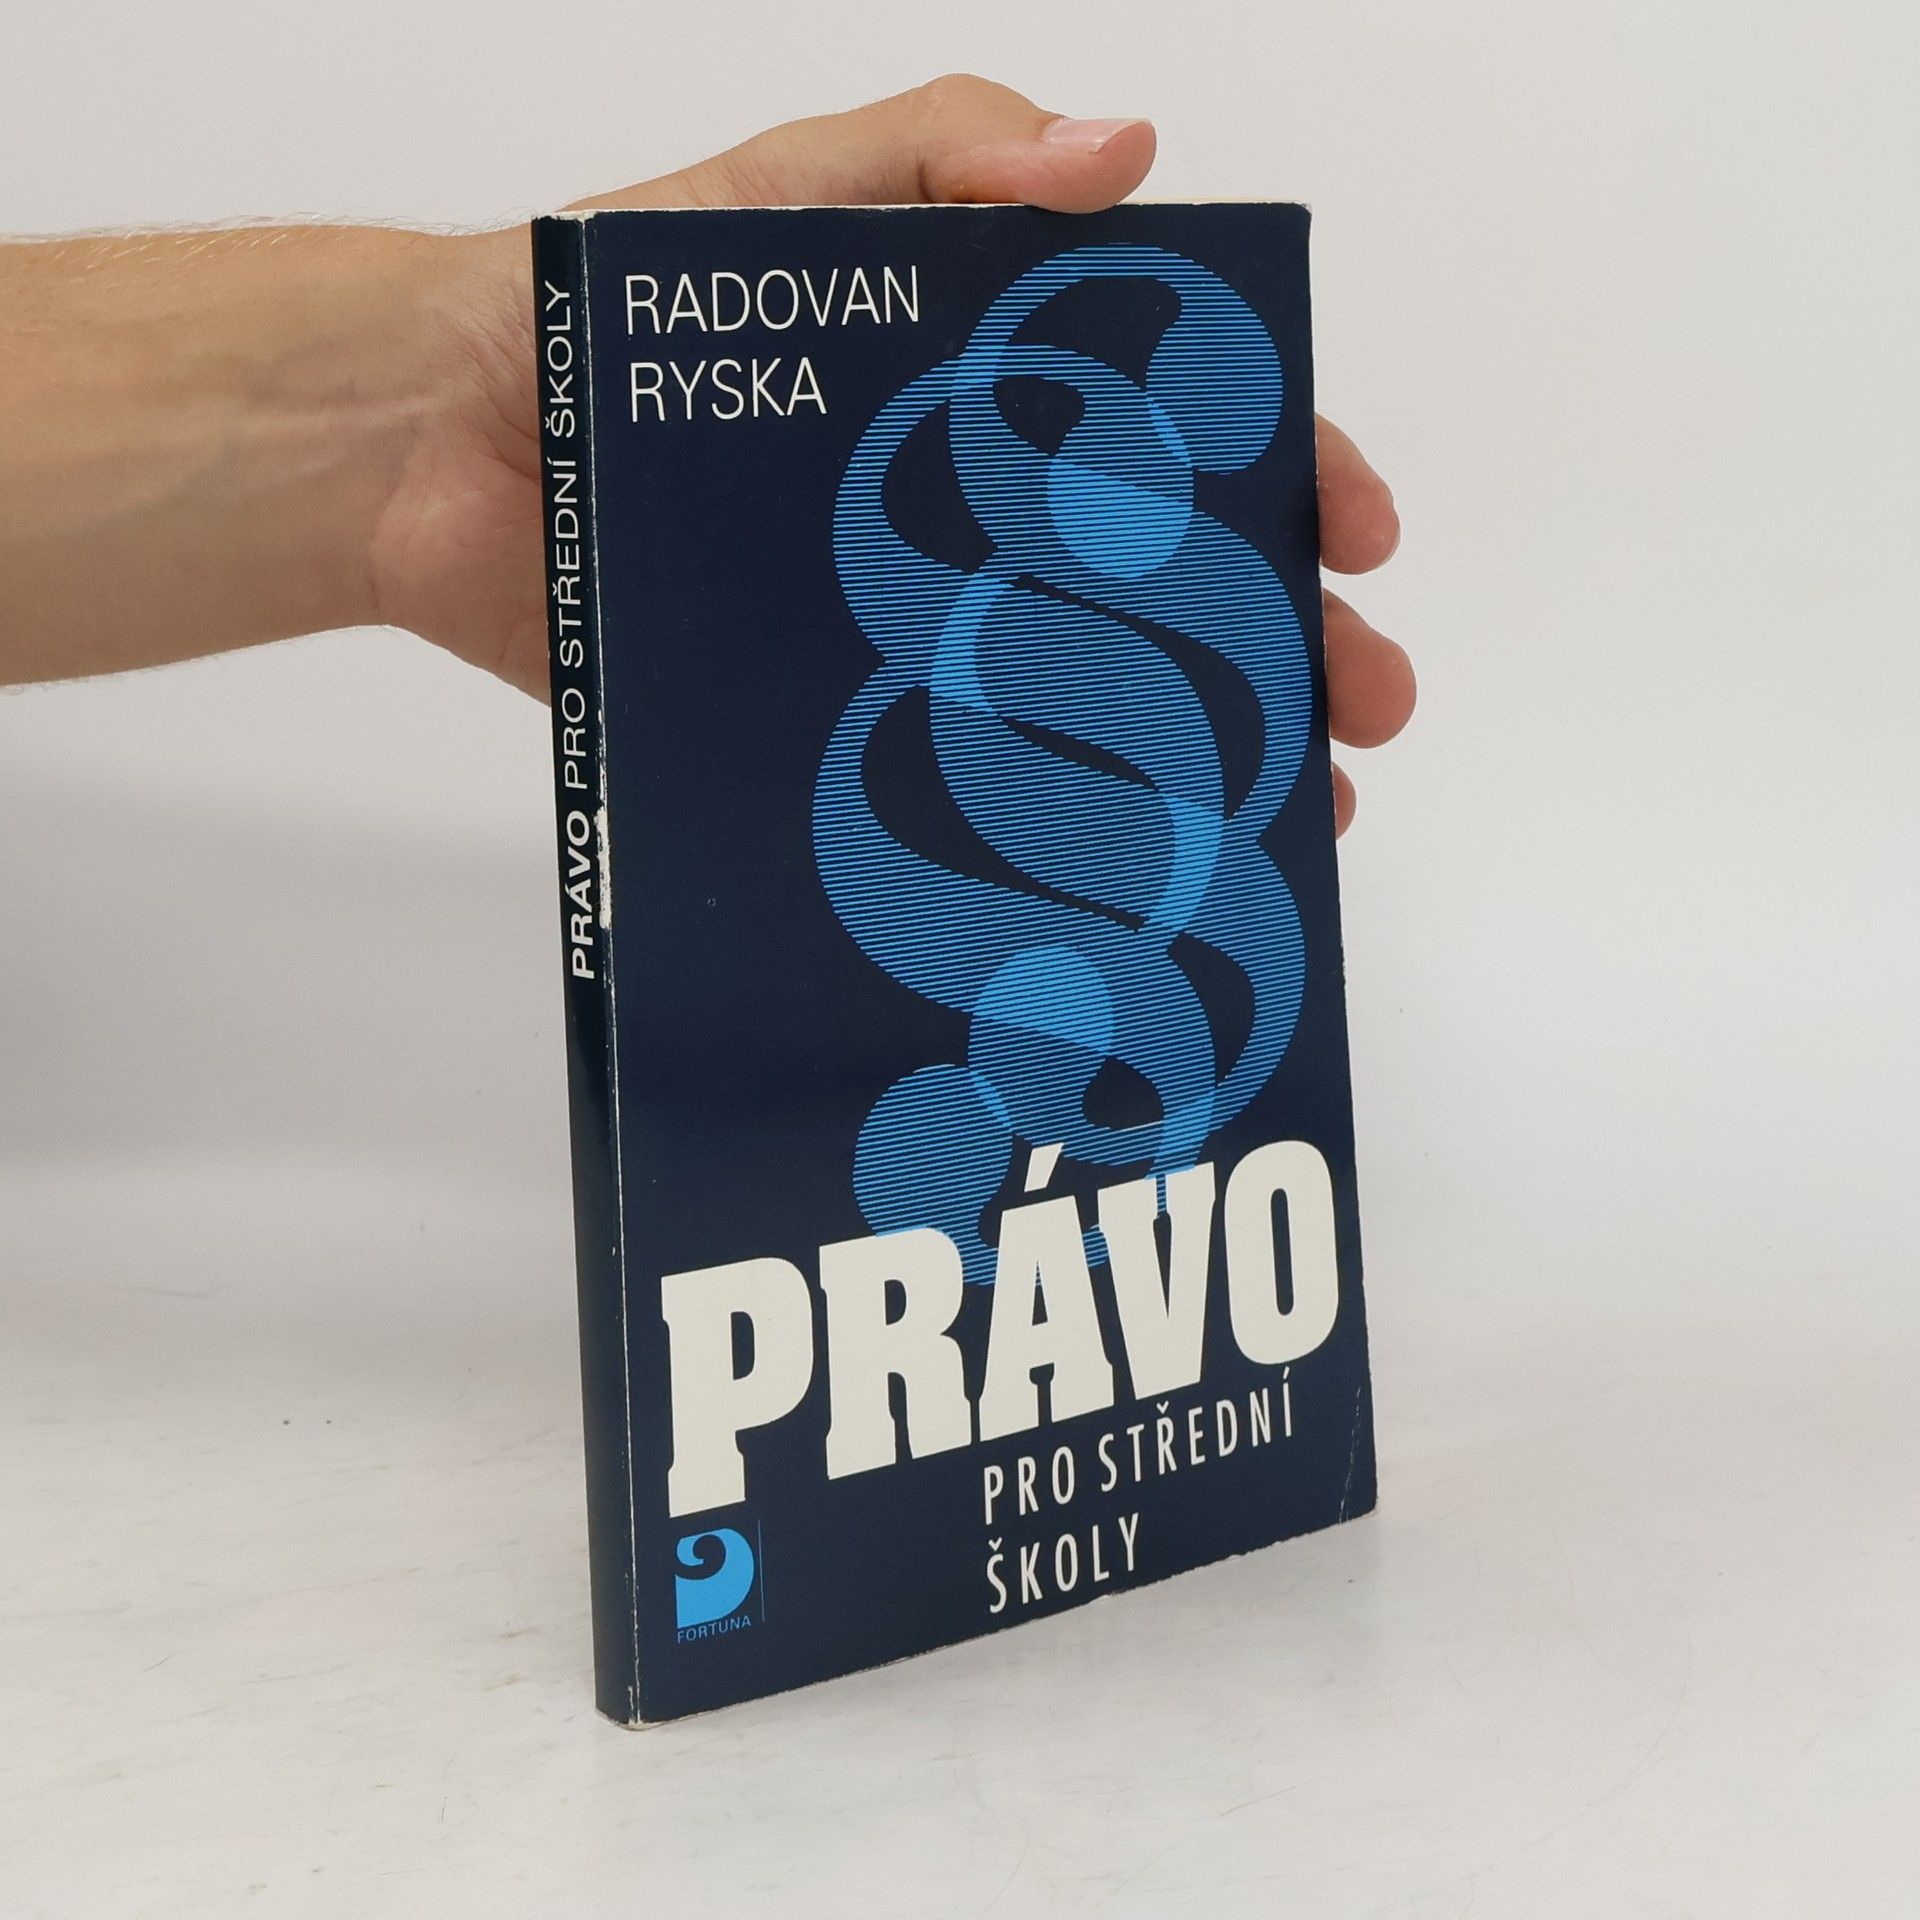 RADOVAN
RYSKA
PRÁVO PRO STŘEDNÍ ŠKOLY
PRÁVO
PRO STŘEDNÍ
ŠKOLY
FORTUNA